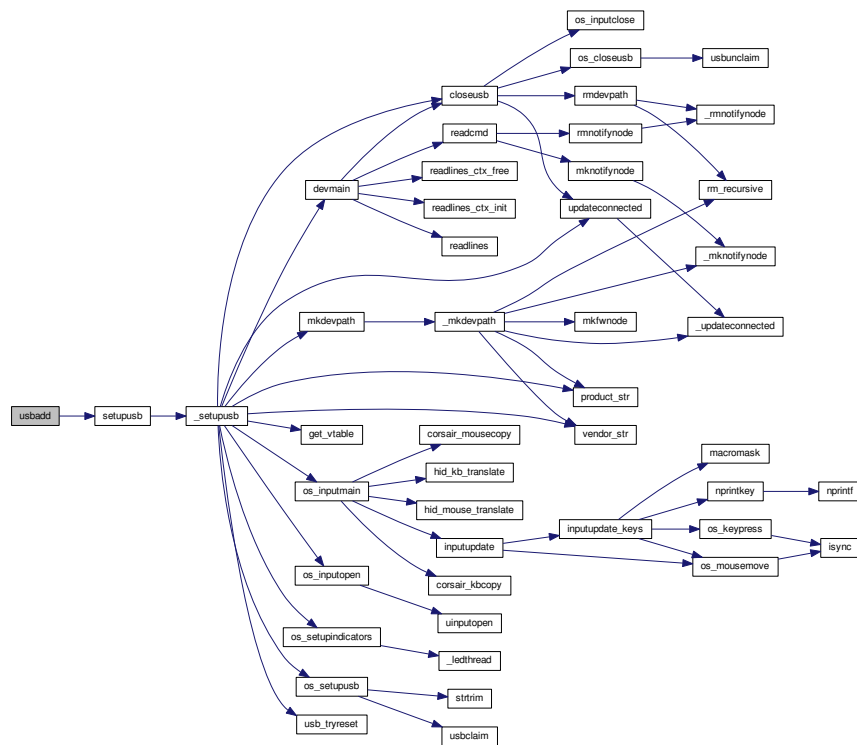 os_inputclose
os_closeusb
usbunclaim
closeusb
rmdevpath
_rmnotifynode
readcmd
rmnotifynode
readlines_ctx_free
mknotifynode
devmain
rm_recursive
readlines_ctx_init
updateconnected
readlines
_mknotifynode
mkdevpath
_mkdevpath
mkfwnode
_updateconnected
product_str
usbadd
setupusb
_setupusb
get_vtable
corsair_mousecopy
vendor_str
macromask
hid_kb_translate
os_inputmain
nprintkey
nprintf
hid_mouse_translate
inputupdate_keys
os_keypress
inputupdate
isync
os_mousemove
os_inputopen
corsair_kbcopy
uinputopen
os_setupindicators
_ledthread
os_setupusb
strtrim
usb_tryreset
usbclaim